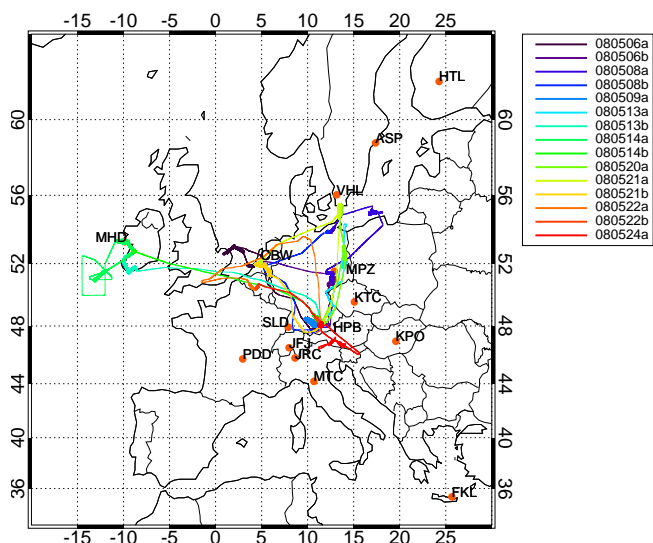 -15 -10 -5 0 5 10 15 20 25
080506a
080506b
080508a
080508b
080509a
080513a
080513b
080514a
080514b
080520a
080521a
080521b
080522a
080522b
080524a
HTL
60 60
ASP
56 VHL 56
MHD
CBW
52 MPZ 52
KTC
48 SLD HPB 48
KPO
JFJ
PDD JRC
44 MTC 44
40 40
36 FKL 36
-15 -10 -5 0 5 10 15 20 25